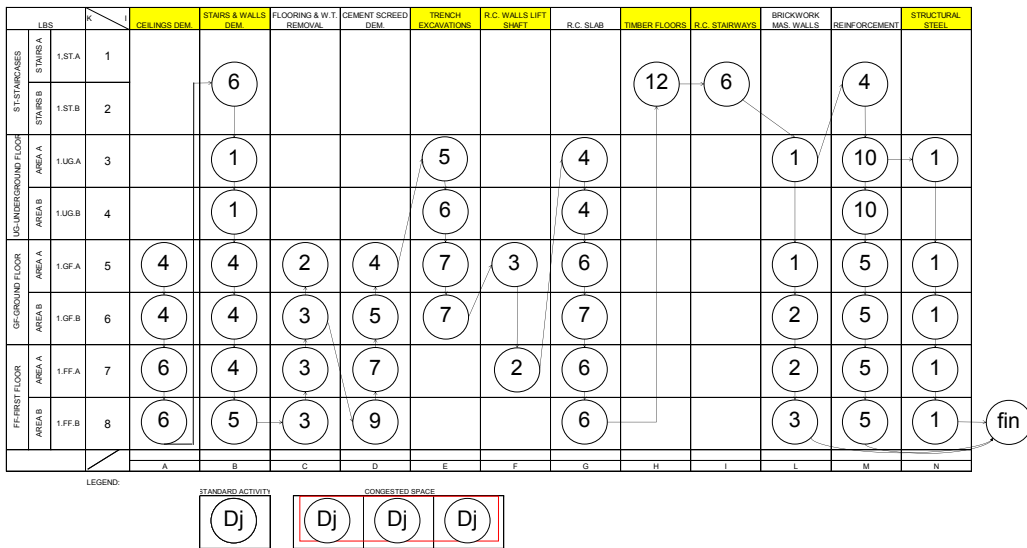 LBS K I CEILINGS DEM. STAIRS & WALLS DEM. FLOORING & W.T. REMOVAL CEMENT SCREED DEM. TRENCH EXCAVATIONS R.C. WALLS LIFT SHAFT R.C. SLAB TIMBER FLOORS R.C. STAIRWAYS BRICKWORK MAS. WALLS REINFORCEMENT STRUCTURAL STEEL
ST-STAIRCASES
STAIRS A 1.ST.A 1
6 12 6 4
STAIRS B 1.ST.B 2
UG-UNDERGROUND FLOOR
AREA A 1.UG.A 3 1 5 4 1 10 1
AREA B 1.UG.B 4 1 6 4 10
GF-GROUND FLOOR
AREA A 1.GF.A 5 4 4 2 4 7 3 6 1 5 1
AREA B 1.GF.B 6 4 4 3 5 7 7 2 5 1
FF-FIRST FLOOR
AREA A 1.FF.A 7 6 4 3 7 2 6 2 5 1
AREA B 1.FF.B 8 6 5 3 9 6 3 5 1 fin
A B C D E F G H I L M N
LEGEND:
STANDARD ACTIVITY CONGESTED SPACE
Dj Dj Dj Dj